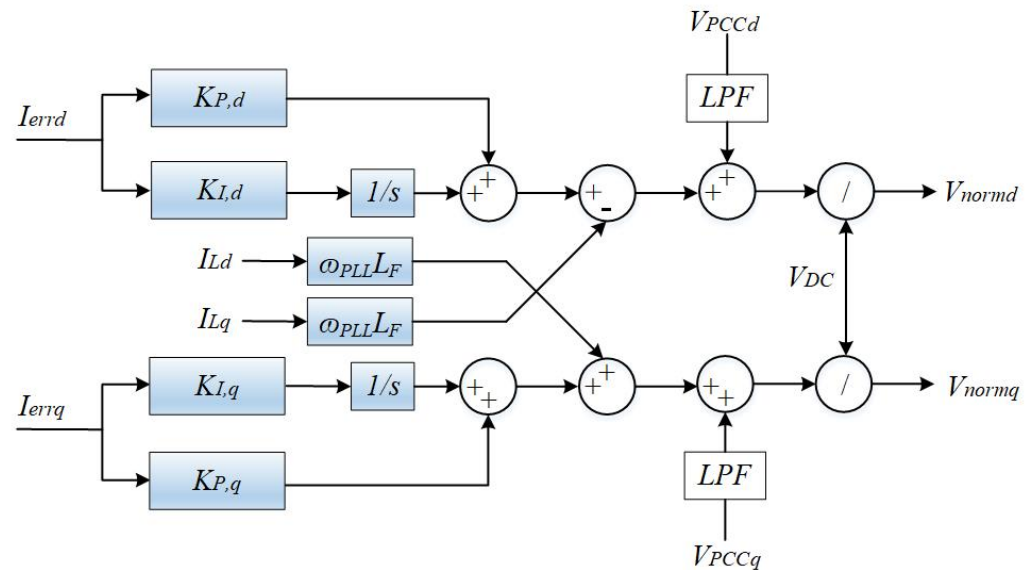 V_PCCd
K_P,d
LPF
I_errd
K_I,d
1/s
+ +
+ -
+ +
/
V_normd
I_Ld
ω_PLL L_F
V_DC
I_Lq
ω_PLL L_F
K_I,q
1/s
+ +
+ +
+ +
/
V_normq
I_errq
K_P,q
LPF
V_PCCq